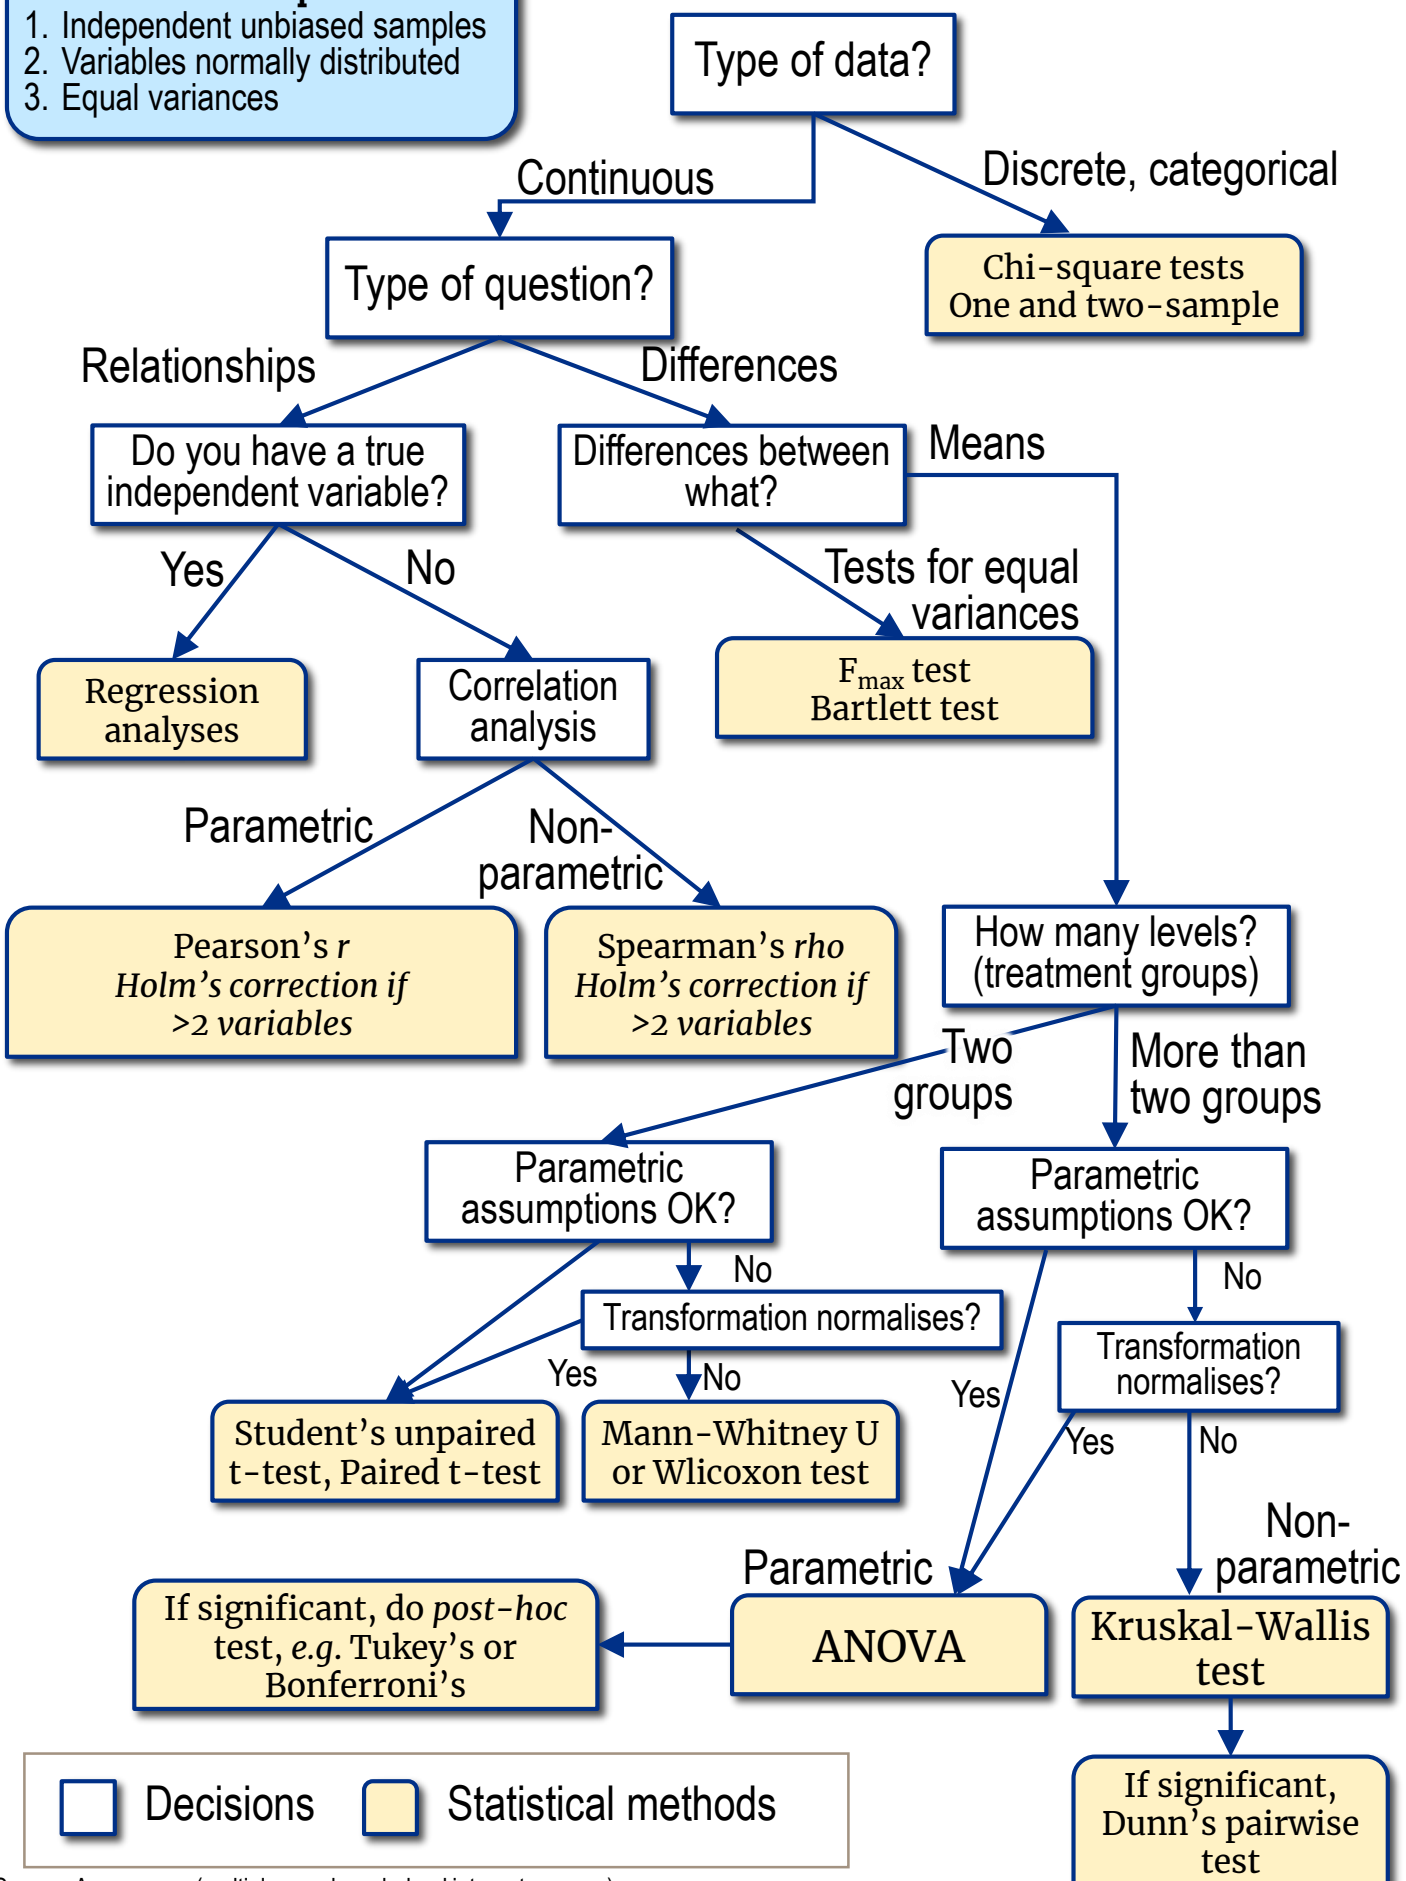 1. Independent unbiased samples
2. Variables normally distributed
3. Equal variances
Type of data?
Continuous
Discrete, categorical
Chi-square tests
One and two-sample
Type of question?
Relationships
Differences
Do you have a true
independent variable?
Differences between
what?
Means
Yes
No
Tests for equal
variances
Regression
analyses
Correlation
analysis
Fmax test
Bartlett test
Parametric
Non-
parametric
Pearson’s r
Holm’s correction if
>2 variables
Spearman’s rho
Holm’s correction if
>2 variables
How many levels?
(treatment groups)
Two
groups
More than
two groups
Parametric
assumptions OK?
Parametric
assumptions OK?
No
No
Transformation normalises?
Transformation
normalises?
Yes
No
Yes
Yes
No
Student’s unpaired
t-test, Paired t-test
Mann-Whitney U
or Wlicoxon test
Parametric
Non-
parametric
If significant, do post-hoc
test, e.g. Tukey’s or
Bonferroni’s
ANOVA
Kruskal-Wallis
test
If significant,
Dunn’s pairwise
test
Decisions
Statistical methods